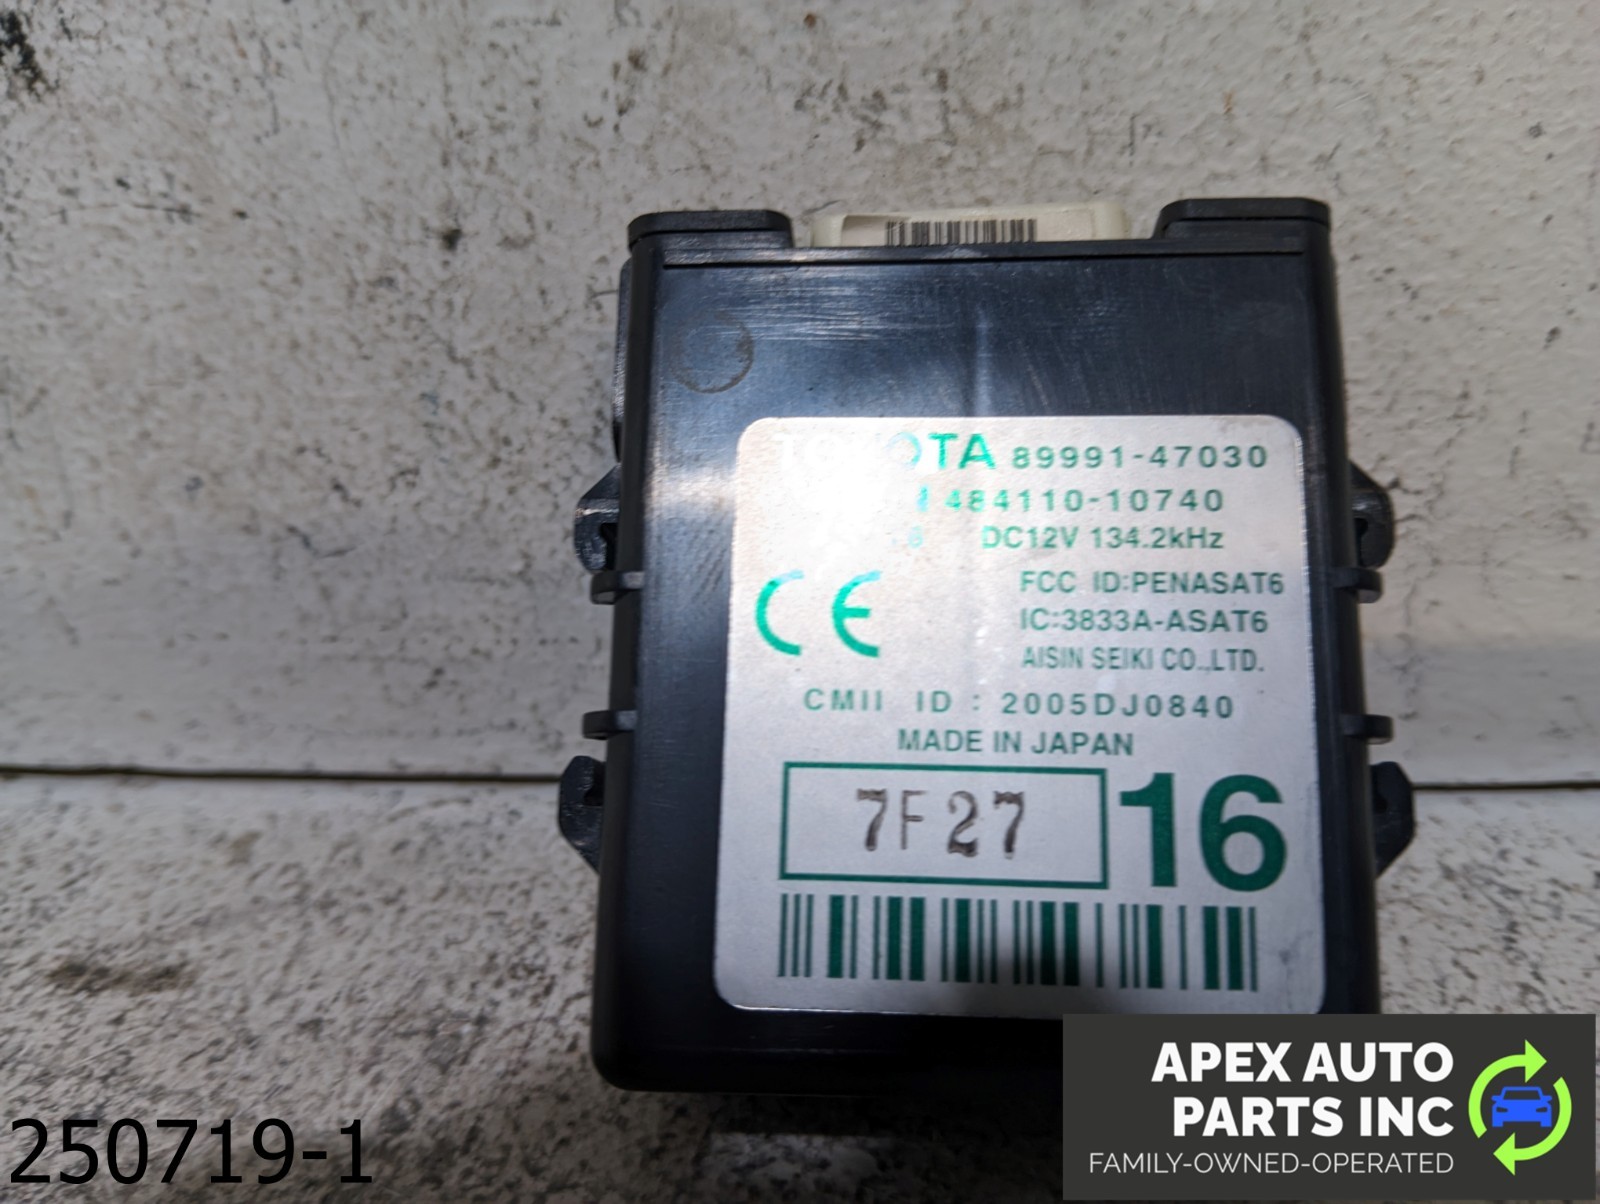 TOYOTA 89991-47030
484110-10740
DC12V 134.2kHz
CE
FCC ID:PENASAT6
IC:3833A-ASAT6
AISIN SEIKI CO.,LTD.
CMII ID : 2005DJ0840
MADE IN JAPAN
7F27 16
250719-1
APEX AUTO
PARTS INC
FAMILY-OWNED-OPERATED